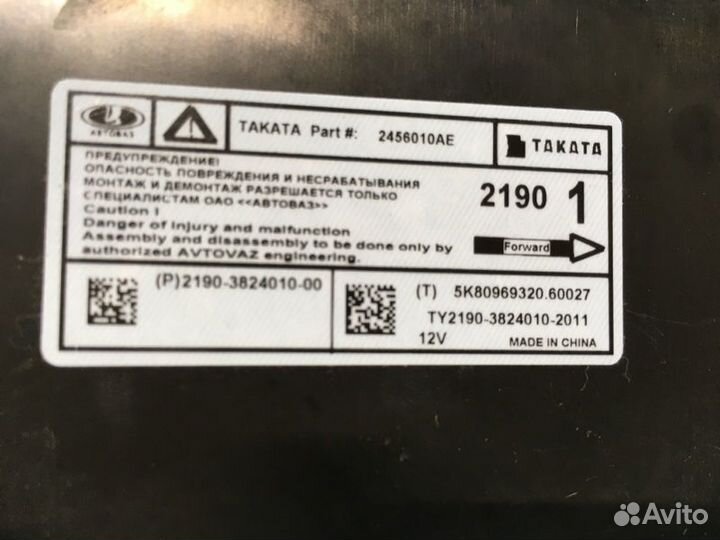 АВТОВАЗ
TAKATA Part #: 2456010AE
TAKATA
ПРЕДУПРЕЖДЕНИЕ!
ОПАСНОСТЬ ПОВРЕЖДЕНИЯ И НЕСРАБАТЫВАНИЯ
МОНТАЖ И ДЕМОНТАЖ РАЗРЕШАЕТСЯ ТОЛЬКО
СПЕЦИАЛИСТАМ ОАО <<АВТОВАЗ>>
Caution !
Danger of injury and malfunction
Assembly and disassembly to be done only by
authorized AVTOVAZ engineering.
2190 1
Forward
(P)2190-3824010-00
(T) 5K80969320.60027
TY2190-3824010-2011
12V MADE IN CHINA
Avito